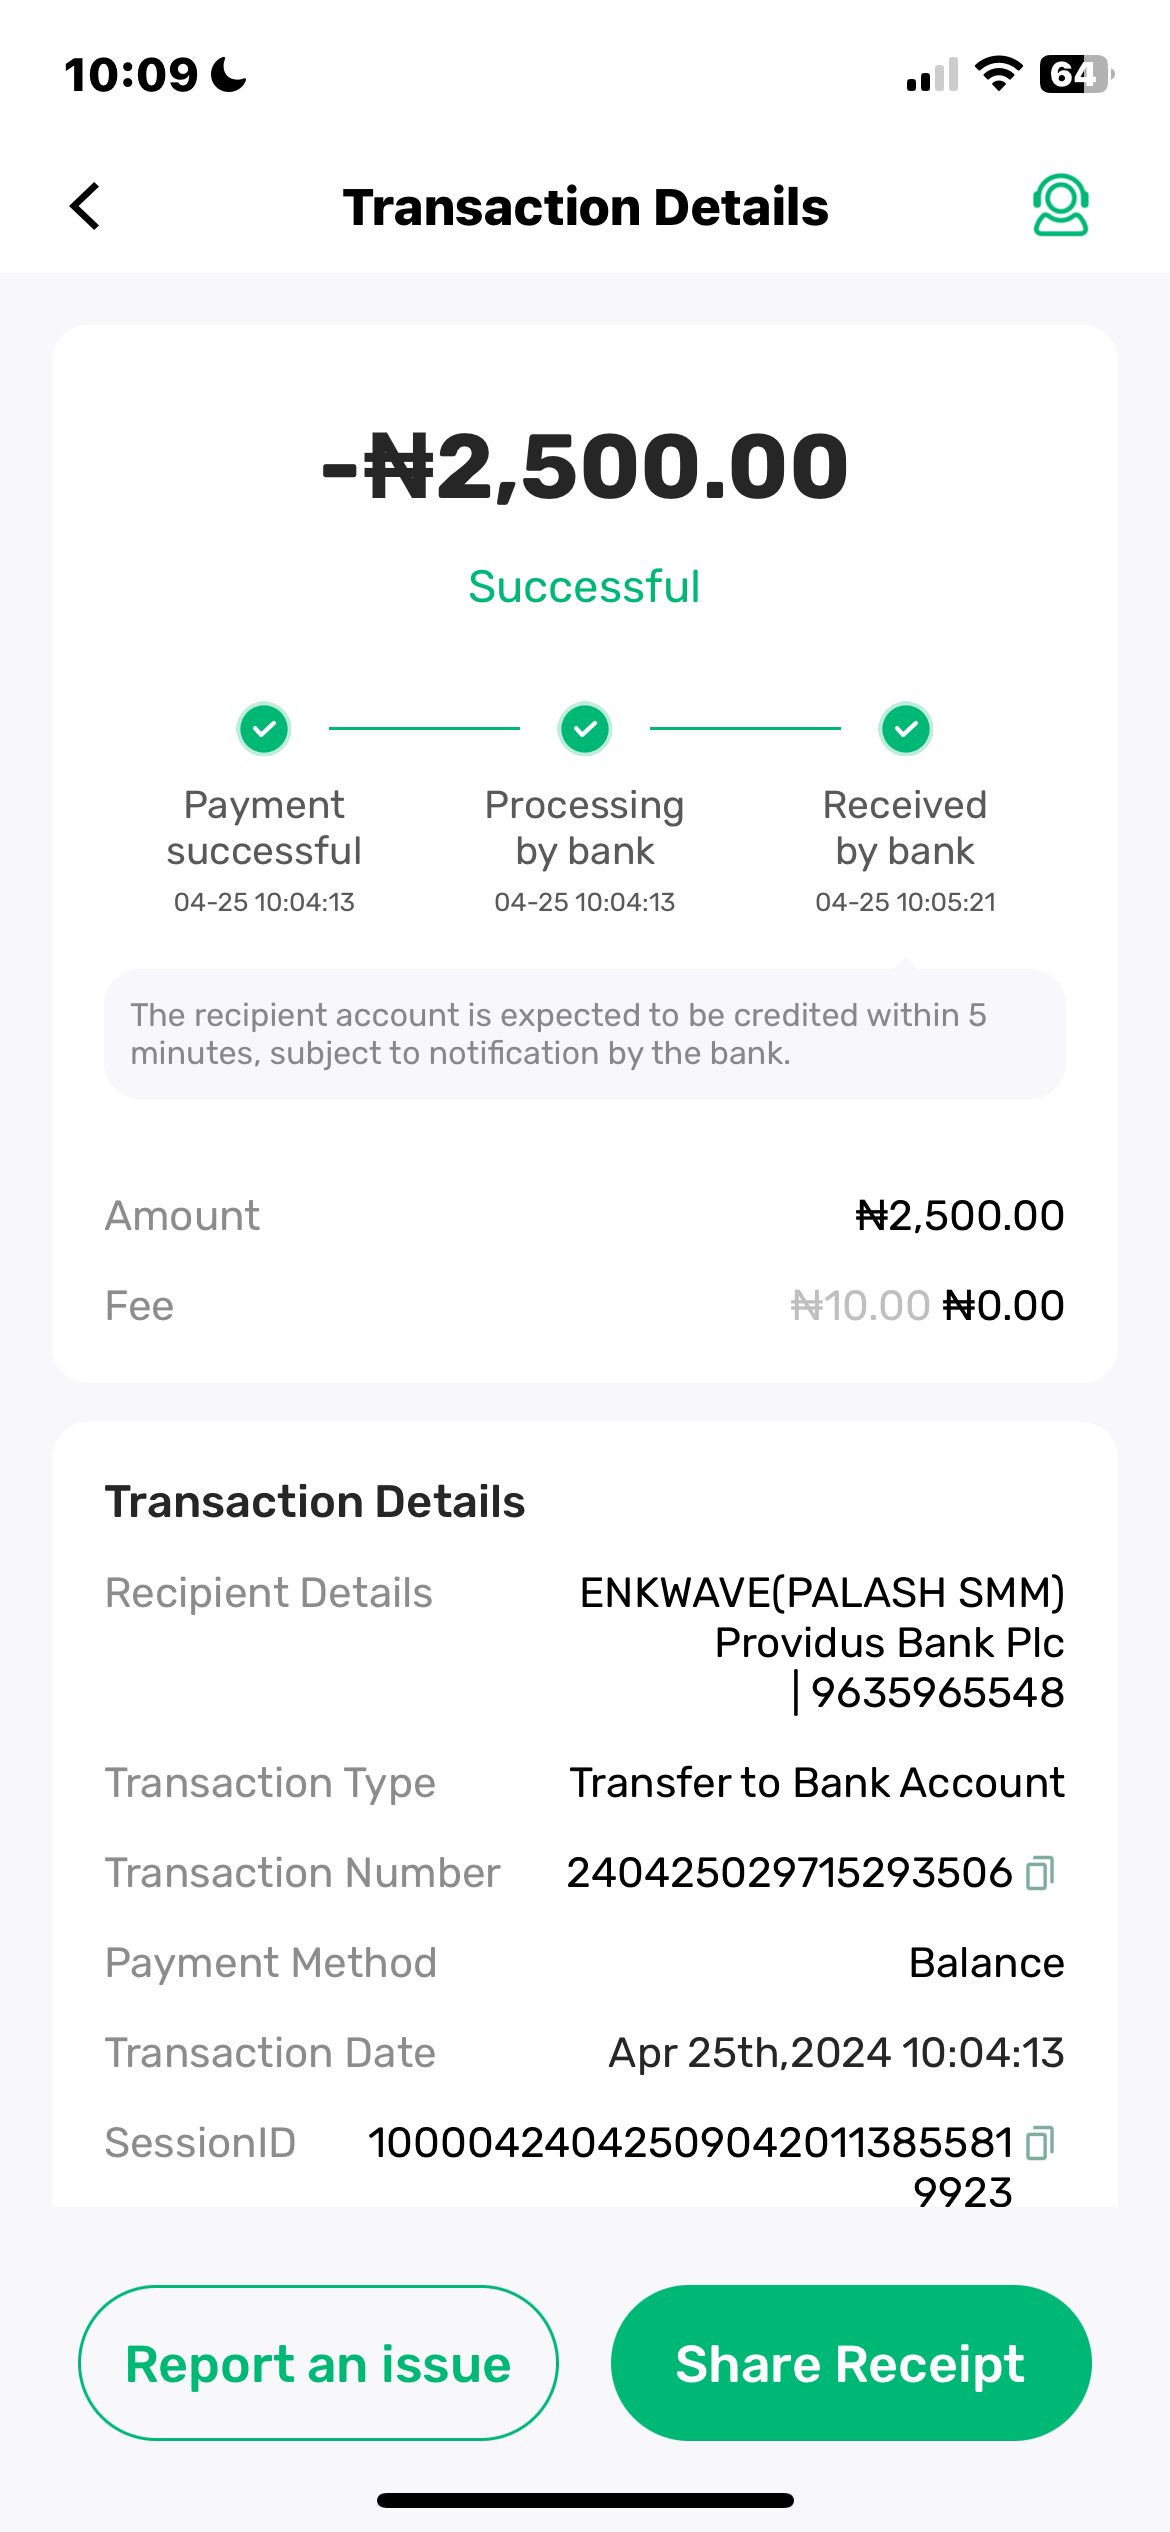 10:09
64
Transaction Details
-₦2,500.00
Successful
Payment successful
04-25 10:04:13
Processing by bank
04-25 10:04:13
Received by bank
04-25 10:05:21
The recipient account is expected to be credited within 5
minutes, subject to notification by the bank.
Amount ₦2,500.00
Fee ₦10.00 ₦0.00
Transaction Details
Recipient Details ENKWAVE(PALASH SMM)
Providus Bank Plc
| 9635965548
Transaction Type Transfer to Bank Account
Transaction Number 240425029715293506
Payment Method Balance
Transaction Date Apr 25th,2024 10:04:13
SessionID 10000424042509042011385581
9923
Report an issue
Share Receipt